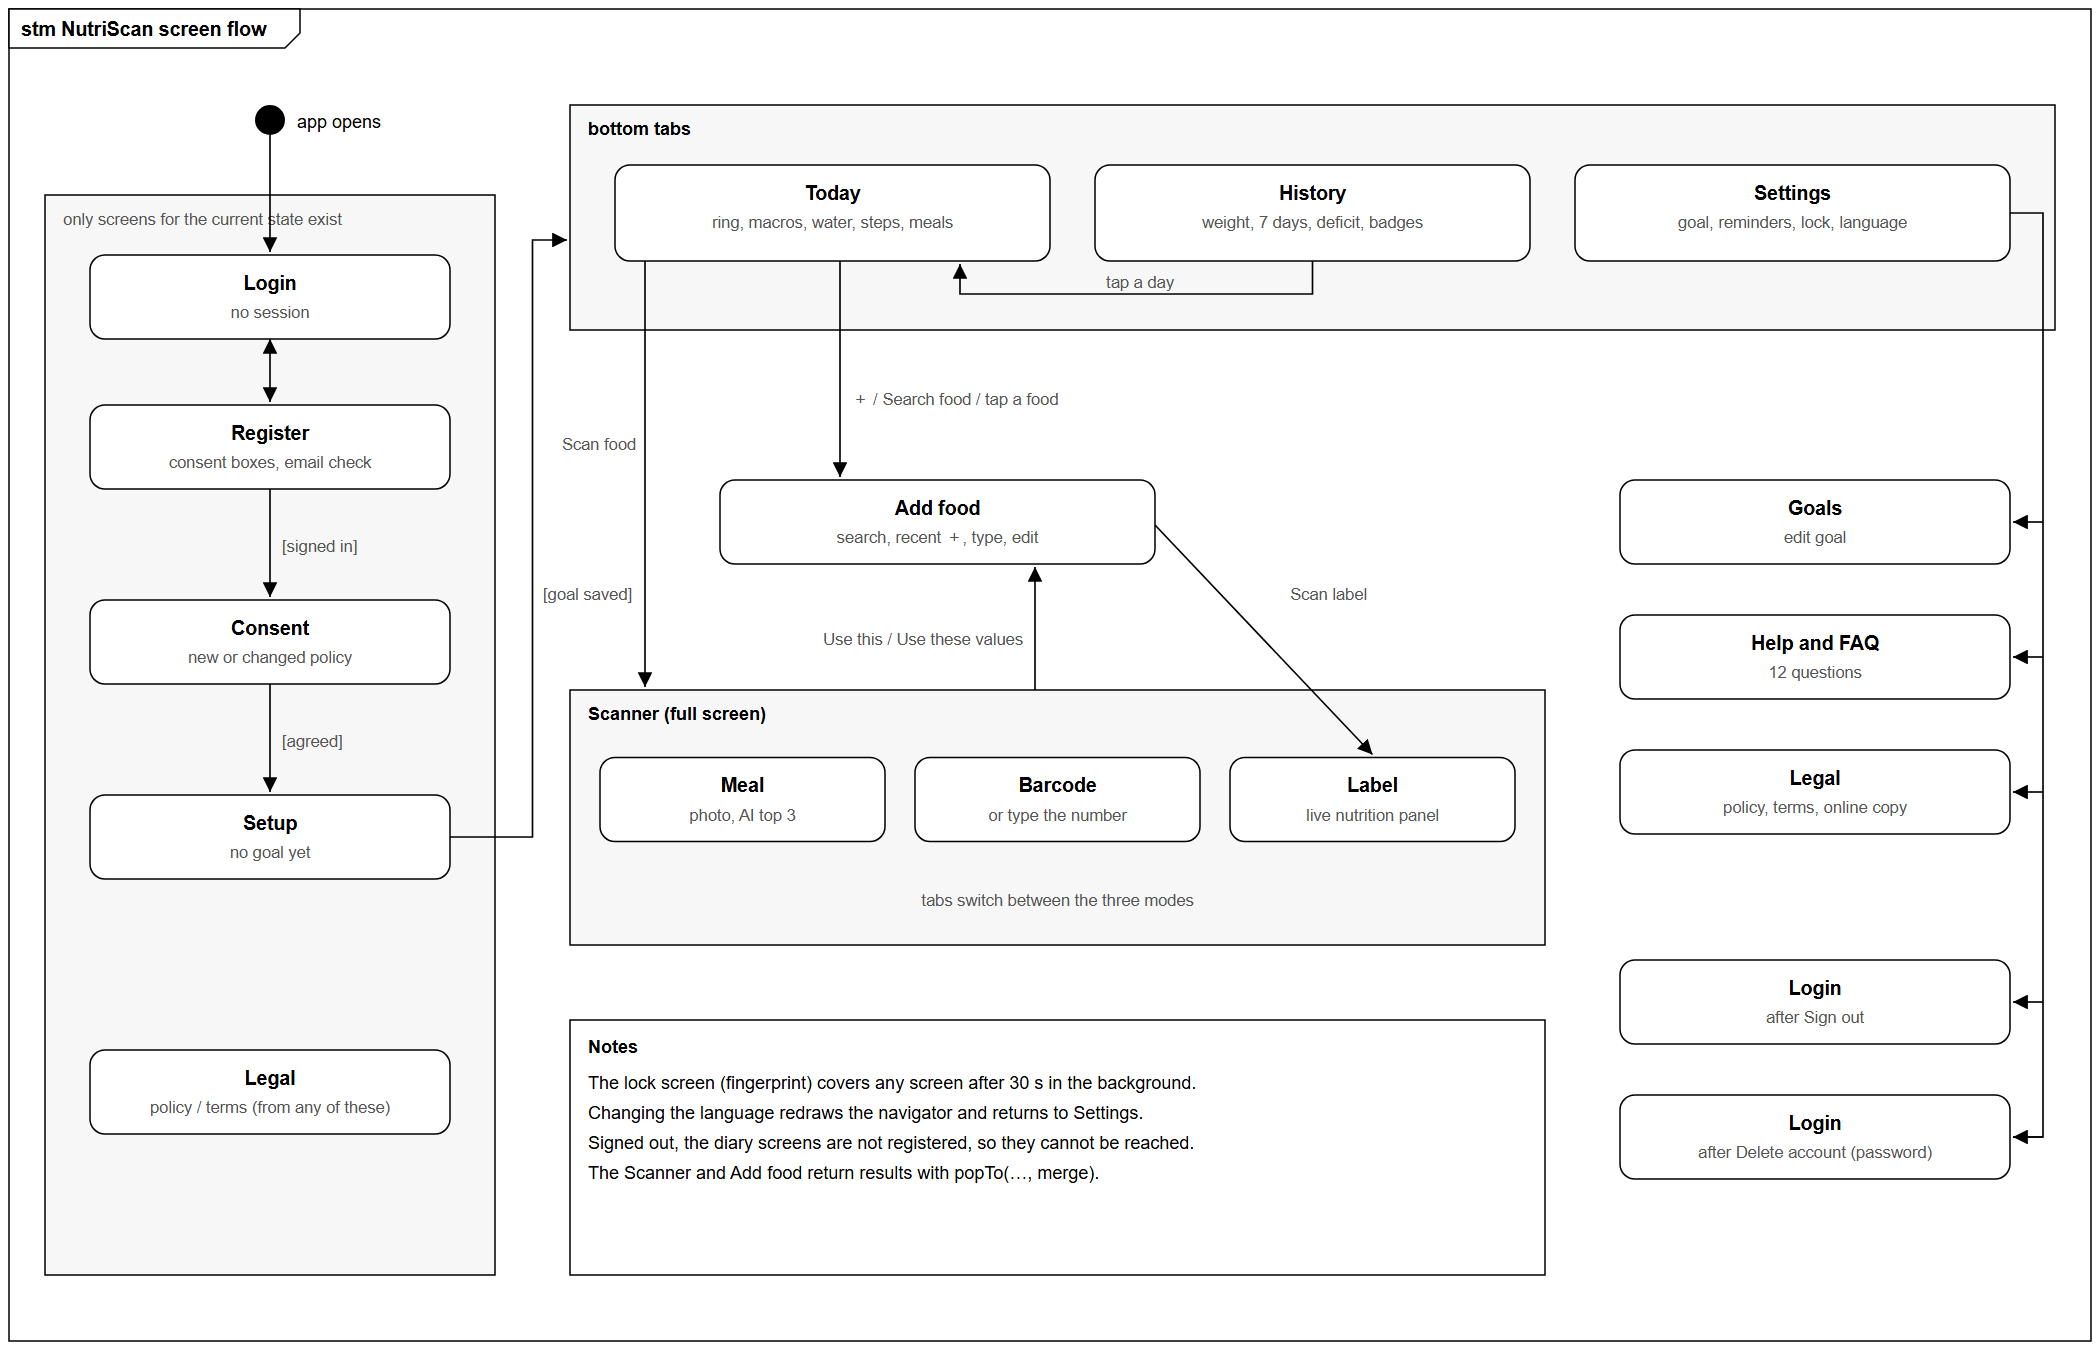 stm NutriScan screen flow
app opens
only screens for the current state exist
Login
no session
Register
consent boxes, email check
[signed in]
Consent
new or changed policy
[agreed]
Setup
no goal yet
Legal
policy / terms (from any of these)
[goal saved]
bottom tabs
Today
ring, macros, water, steps, meals
History
weight, 7 days, deficit, badges
Settings
goal, reminders, lock, language
tap a day
+ / Search food / tap a food
Scan food
Add food
search, recent +, type, edit
Scan label
Use this / Use these values
Scanner (full screen)
Meal
photo, AI top 3
Barcode
or type the number
Label
live nutrition panel
tabs switch between the three modes
Notes
The lock screen (fingerprint) covers any screen after 30 s in the background.
Changing the language redraws the navigator and returns to Settings.
Signed out, the diary screens are not registered, so they cannot be reached.
The Scanner and Add food return results with popTo(…, merge).
Goals
edit goal
Help and FAQ
12 questions
Legal
policy, terms, online copy
Login
after Sign out
Login
after Delete account (password)